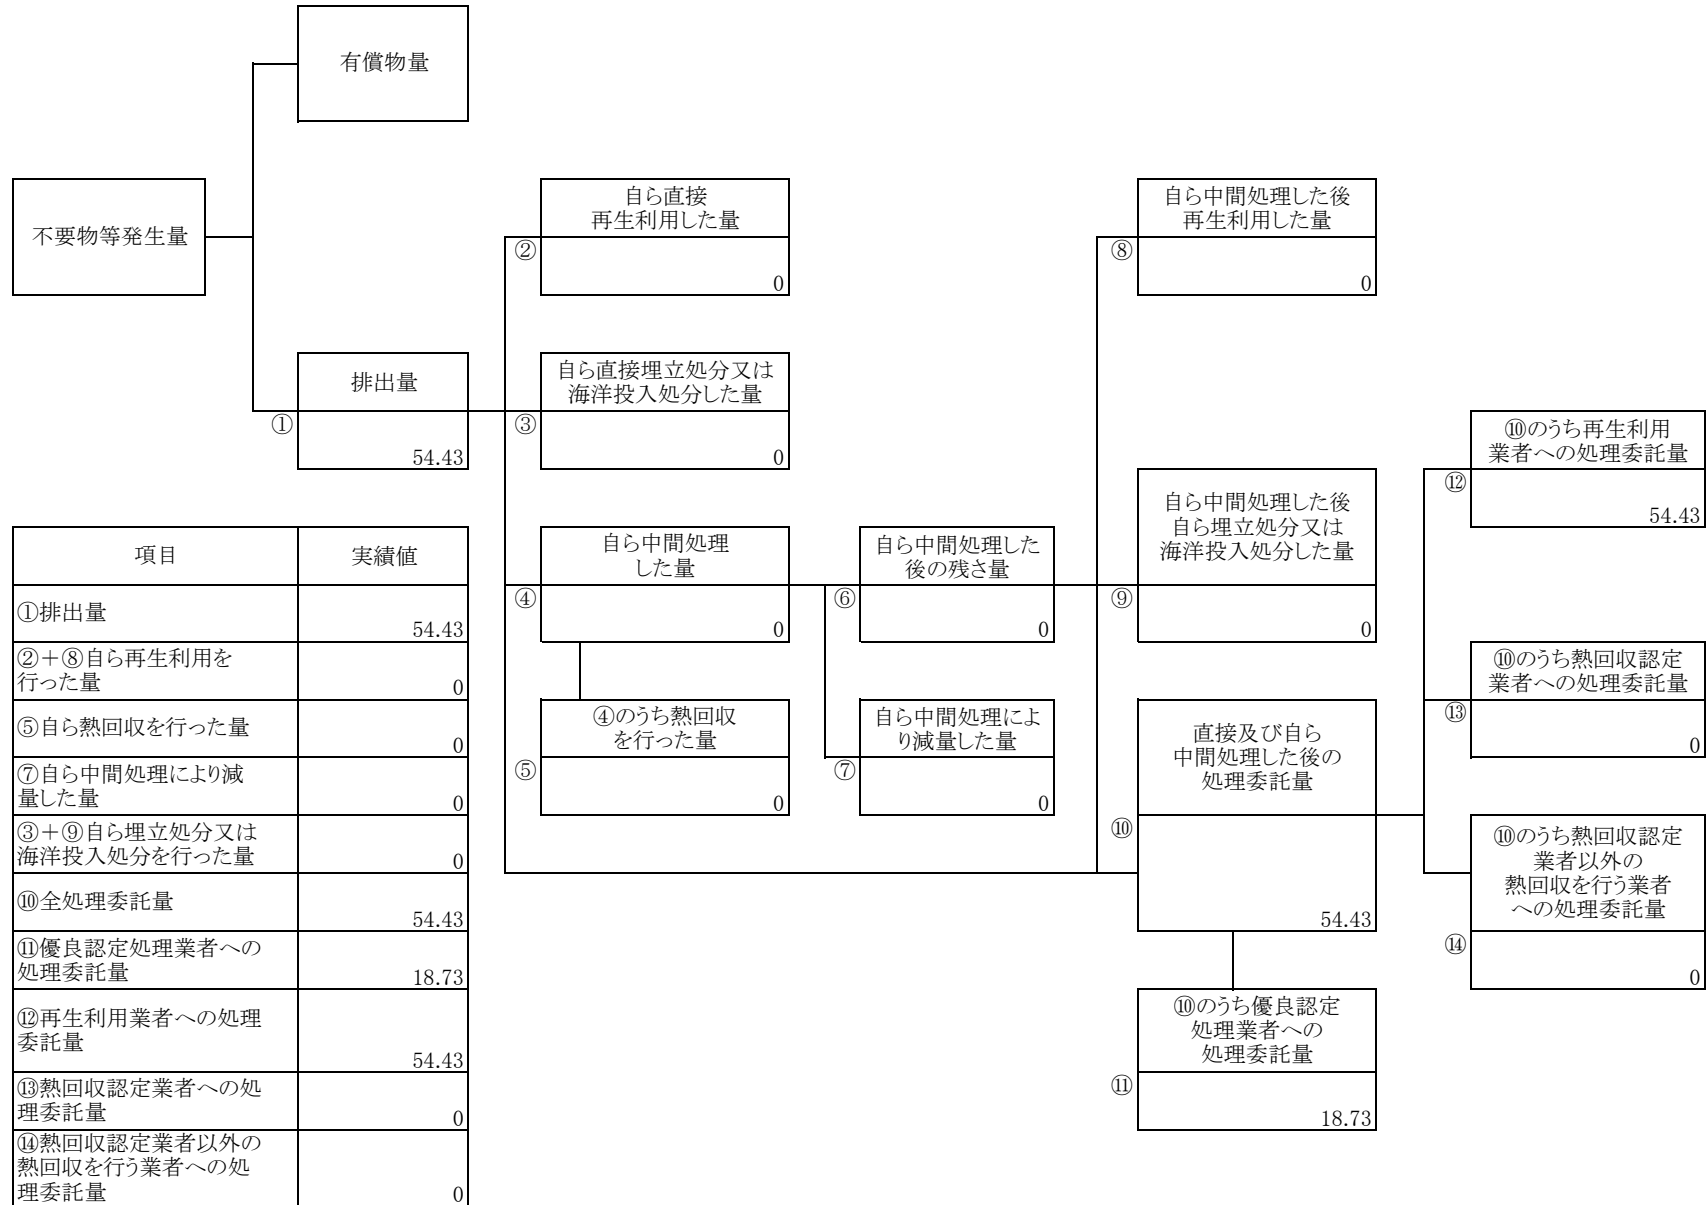 有償物量
不要物等発生量
自ら直接
再生利用した量
②
0
自ら中間処理した後
再生利用した量
⑧
0
排出量
①
54.43
自ら直接埋立処分又は
海洋投入処分した量
③
0
⑩のうち再生利用
業者への処理委託量
⑫
54.43
自ら中間処理した後
自ら埋立処分又は
海洋投入処分した量
⑨
0
自ら中間処理
した量
④
0
自ら中間処理した
後の残さ量
⑥
0
④のうち熱回収
を行った量
⑤
0
自ら中間処理によ
り減量した量
⑦
0
直接及び自ら
中間処理した後の
処理委託量
⑩
54.43
⑩のうち熱回収認定
業者への処理委託量
⑬
0
⑩のうち熱回収認定
業者以外の
熱回収を行う業者
への処理委託量
⑭
0
⑩のうち優良認定
処理業者への
処理委託量
⑪
18.73
項目 実績値
①排出量 54.43
②+⑧自ら再生利用を
行った量 0
⑤自ら熱回収を行った量 0
⑦自ら中間処理により減
量した量 0
③+⑨自ら埋立処分又は
海洋投入処分を行った量 0
⑩全処理委託量 54.43
⑪優良認定処理業者への
処理委託量 18.73
⑫再生利用業者への処理
委託量 54.43
⑬熱回収認定業者への処
理委託量 0
⑭熱回収認定業者以外の
熱回収を行う業者への処
理委託量 0